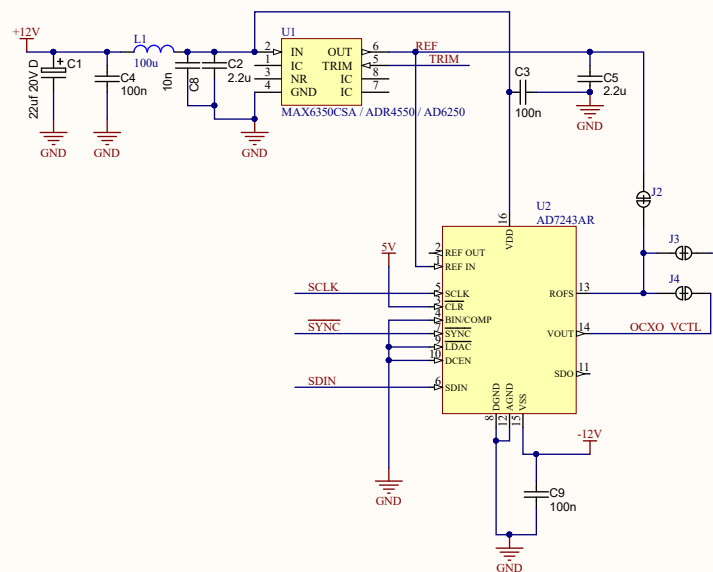 +12V
L1
100u
C1
22uf 20V D
C4
100n
10n
C8
C2
2.2u
GND
GND
GND
U1
2 IN OUT 6
1 IC TRIM 5
3 NR IC 8
4 GND IC 7
MAX6350CSA / ADR4550 / AD6250
REF
TRIM
C3
100n
C5
2.2u
GND
J2
J3
J4
U2
AD7243AR
16
VDD
5V
2 REF OUT
1 REF IN
SCLK
5 SCLK
3 CLR
4 BIN/COMP
SYNC
7 SYNC
9 LDAC
10 DCEN
SDIN
6 SDIN
ROFS 13
VOUT 14
OCXO_VCTL
SDO 11
DGND AGND VSS
8 12 15
-12V
C9
100n
GND
GND